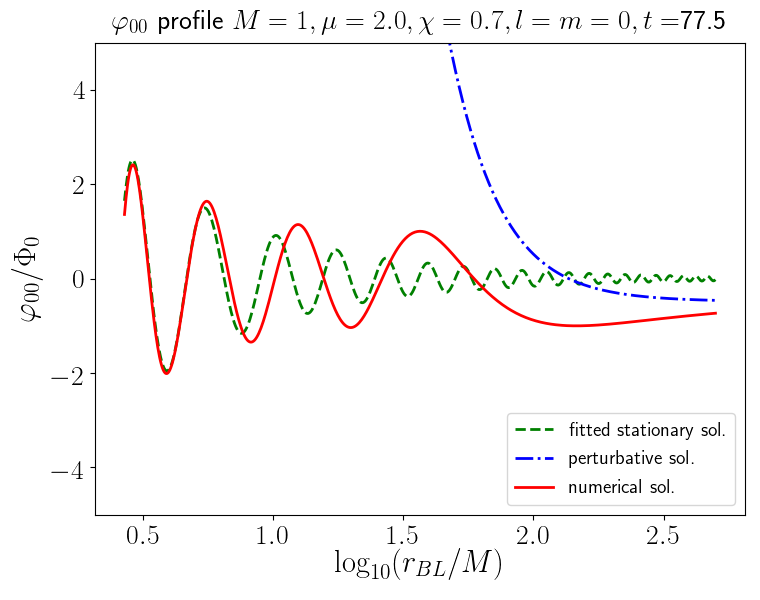 φ₀₀ profile M = 1, μ = 2.0, χ = 0.7, l = m = 0, t =77.5
φ₀₀/Φ₀
4
2
0
−2
−4
fitted stationary sol.
perturbative sol.
numerical sol.
0.5 1.0 1.5 2.0 2.5
log₁₀(r_BL/M)